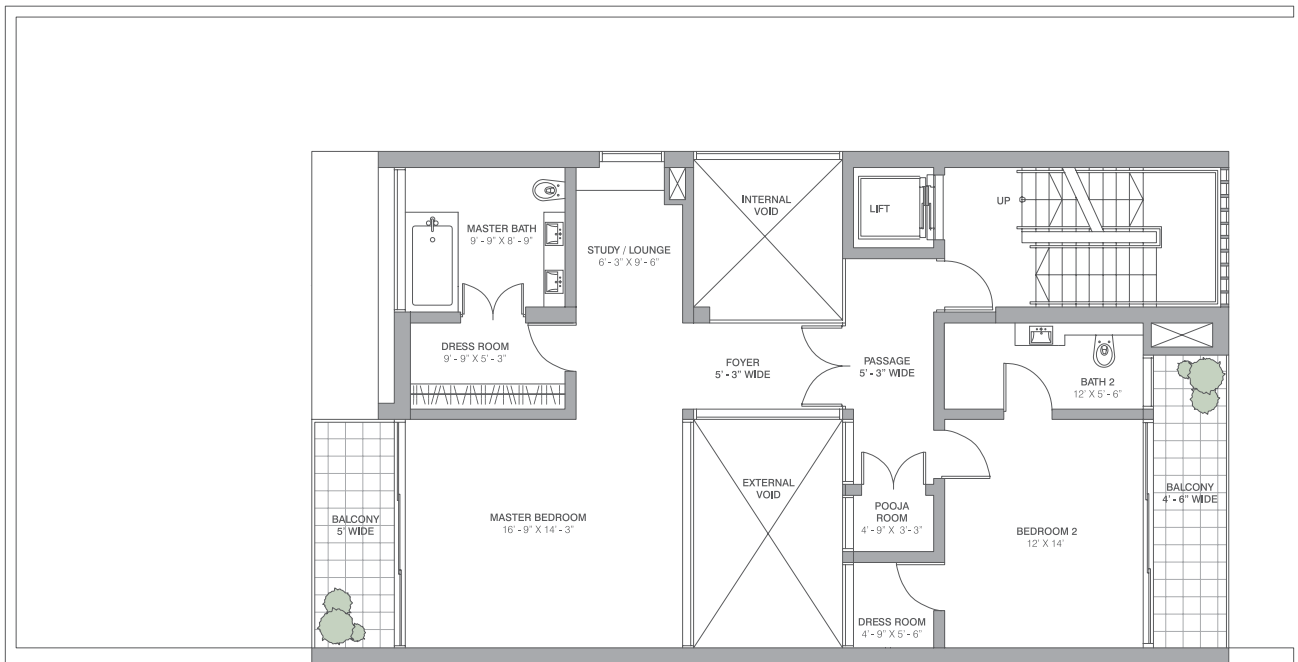 INTERNAL
VOID
LIFT
UP
MASTER BATH
9' - 9" X 8' - 9"
STUDY / LOUNGE
6' - 3" X 9' - 6"
DRESS ROOM
9' - 9" X 5' - 3"
FOYER
5' - 3" WIDE
PASSAGE
5' - 3" WIDE
BATH 2
12' X 5' - 6"
EXTERNAL
VOID
BALCONY
4' - 6" WIDE
BALCONY
5' WIDE
MASTER BEDROOM
16' - 9" X 14' - 3"
POOJA
ROOM
4' - 9" X 3' - 3"
BEDROOM 2
12' X 14'
DRESS ROOM
4' - 9" X 5' - 6"